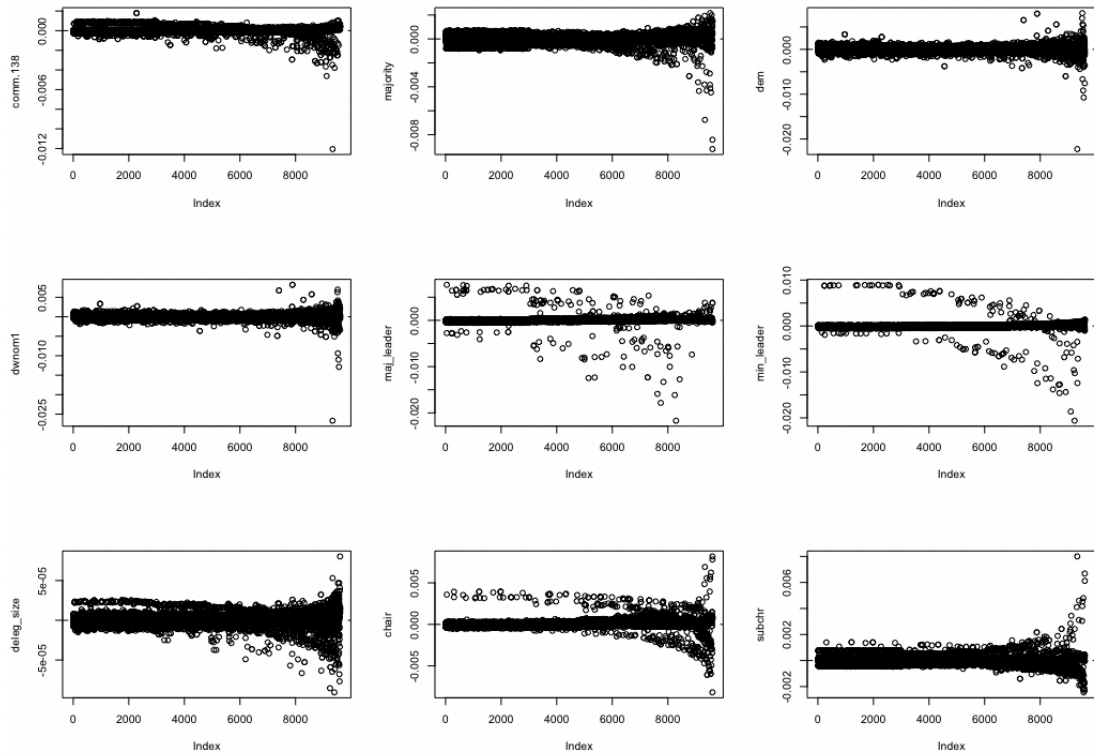 comm.138
0.000
-0.006
-0.012
0 2000 4000 6000 8000
Index
majority
0.000
-0.004
-0.008
0 2000 4000 6000 8000
Index
dem
0.000
-0.010
-0.020
0 2000 4000 6000 8000
Index
dwnom1
0.005
-0.010
-0.025
0 2000 4000 6000 8000
Index
maj_leader
0.000
-0.010
-0.020
0 2000 4000 6000 8000
Index
min_leader
0.010
0.000
-0.010
-0.020
0 2000 4000 6000 8000
Index
deleg_size
5e-05
-5e-05
0 2000 4000 6000 8000
Index
chair
0.005
0.000
-0.005
0 2000 4000 6000 8000
Index
subchr
0.006
0.002
-0.002
0 2000 4000 6000 8000
Index